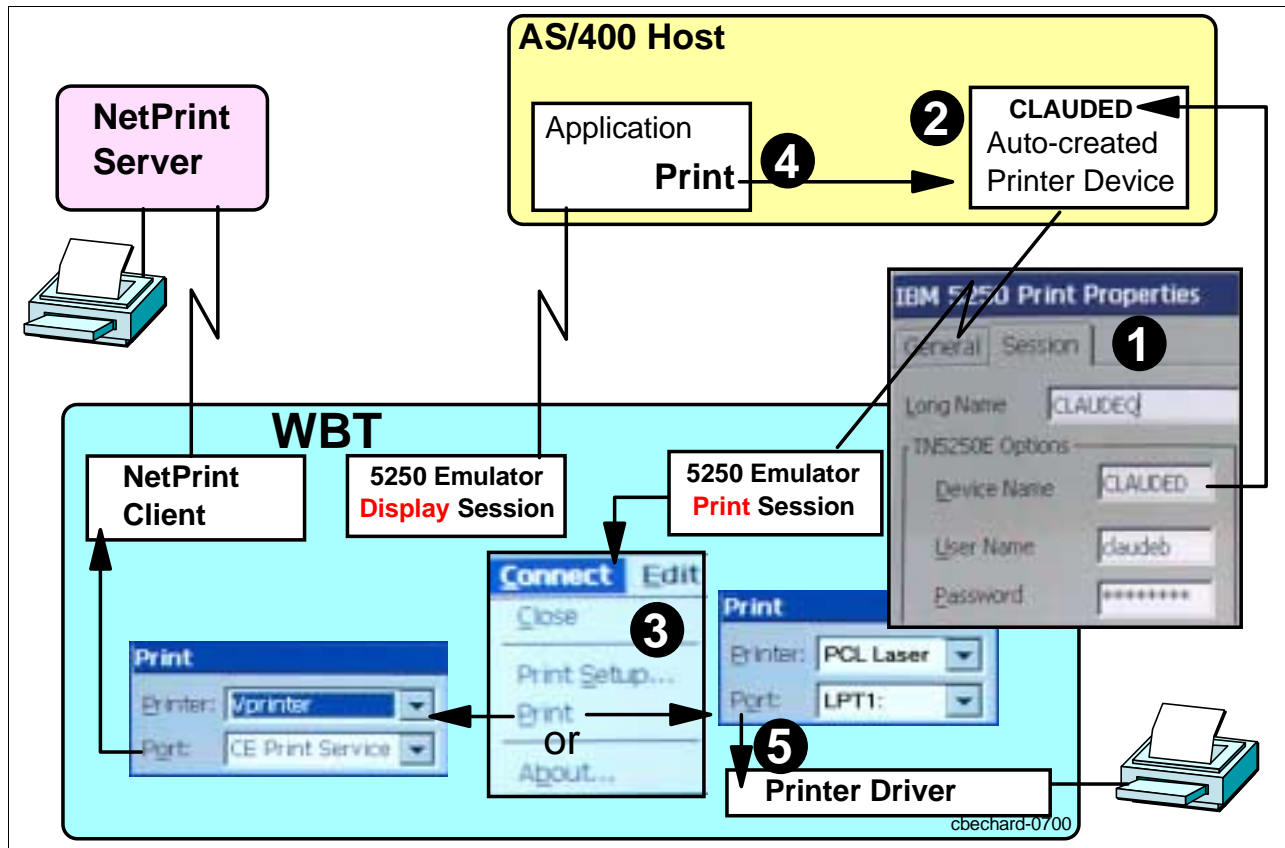 AS/400 Host
NetPrint
Server
Application
Print
4
2
CLAUDED
Auto-created
Printer Device
IBM 5250 Print Properties
General
Session
1
Long Name
CLAUDEQ
TN5250E Options
Device Name
CLAUDED
User Name
claudeb
Password
********
WBT
NetPrint
Client
5250 Emulator
Display Session
5250 Emulator
Print Session
Connect Edit
Close
3
Print Setup...
Print
or
About...
Print
Printer: Vprinter
Port: CE Print Service
Print
Printer: PCL Laser
Port: LPT1:
5
Printer Driver
cbechard-0700